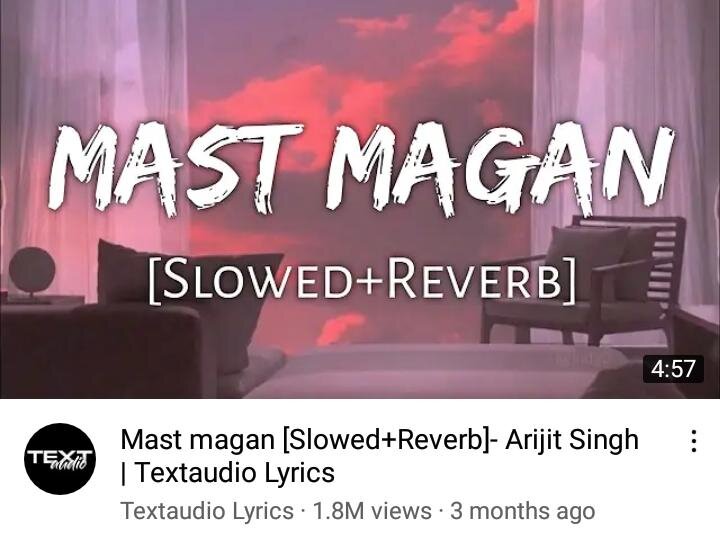 MAST MAGAN
[SLOWED+REVERB]
4:57
TEXT
audio
Mast magan [Slowed+Reverb]- Arijit Singh
| Textaudio Lyrics
Textaudio Lyrics · 1.8M views · 3 months ago